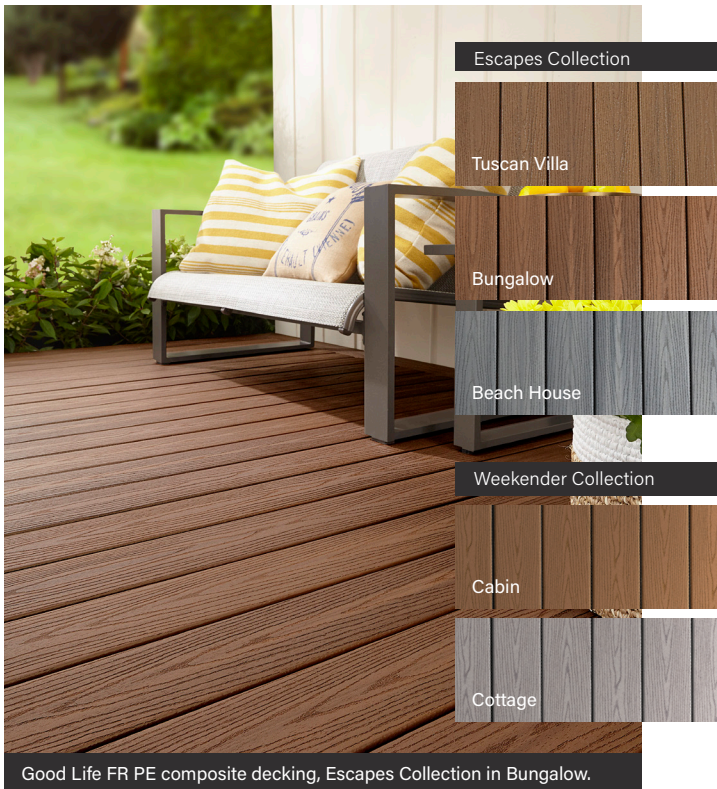 Escapes Collection
Tuscan Villa
Bungalow
Beach House
Weekender Collection
Cabin
Cottage
Good Life FR PE composite decking, Escapes Collection in Bungalow.